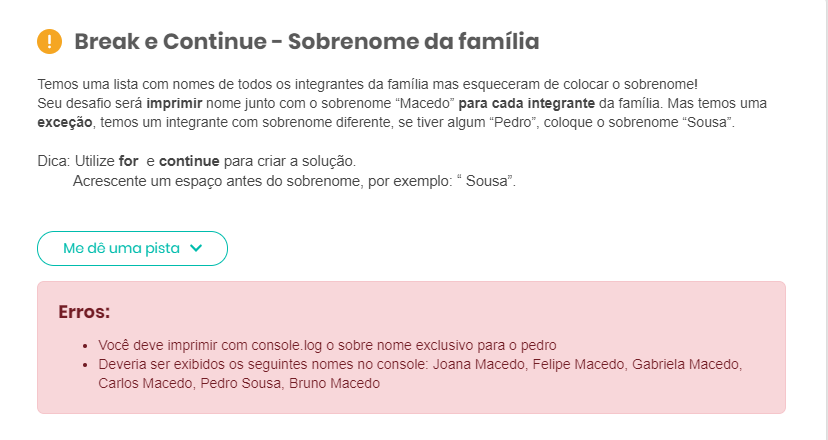 ! Break e Continue - Sobrenome da família
Temos uma lista com nomes de todos os integrantes da família mas esqueceram de colocar o sobrenome!
Seu desafio será imprimir nome junto com o sobrenome “Macedo” para cada integrante da família. Mas temos uma
exceção, temos um integrante com sobrenome diferente, se tiver algum “Pedro”, coloque o sobrenome “Sousa”.
Dica: Utilize for e continue para criar a solução.
Acrescente um espaço antes do sobrenome, por exemplo: “ Sousa”.
Me dê uma pista
Erros:
• Você deve imprimir com console.log o sobre nome exclusivo para o pedro
• Deveria ser exibidos os seguintes nomes no console: Joana Macedo, Felipe Macedo, Gabriela Macedo,
Carlos Macedo, Pedro Sousa, Bruno Macedo